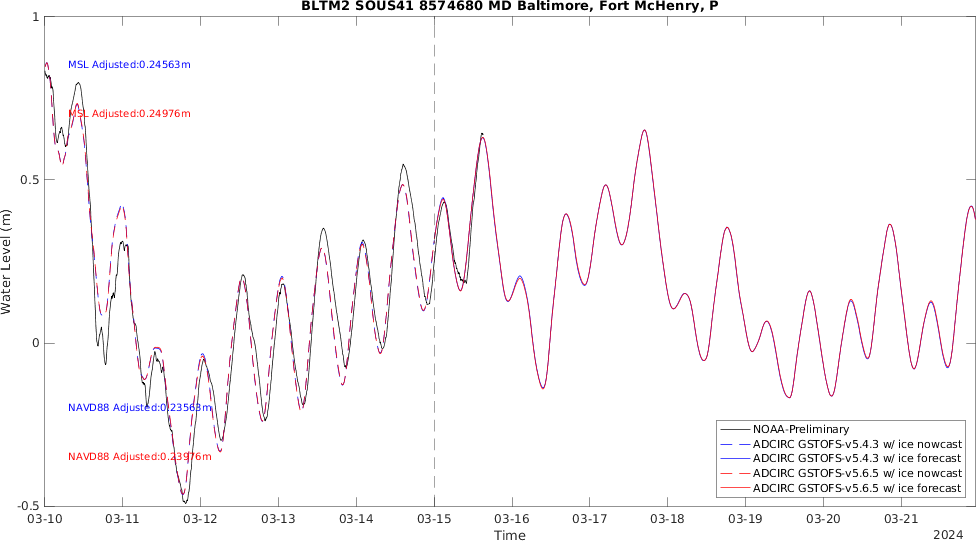 BLTM2 SOUS41 8574680 MD Baltimore, Fort McHenry, P
1
MSL Adjusted:0.24563m
MSL Adjusted:0.24976m
0.5
Water Level (m)
0
NAVD88 Adjusted:0.23563m
NAVD88 Adjusted:0.23976m
NOAA-Preliminary
ADCIRC GSTOFS-v5.4.3 w/ ice nowcast
ADCIRC GSTOFS-v5.4.3 w/ ice forecast
ADCIRC GSTOFS-v5.6.5 w/ ice nowcast
ADCIRC GSTOFS-v5.6.5 w/ ice forecast
-0.5
03-10 03-11 03-12 03-13 03-14 03-15 03-16 03-17 03-18 03-19 03-20 03-21
Time
2024